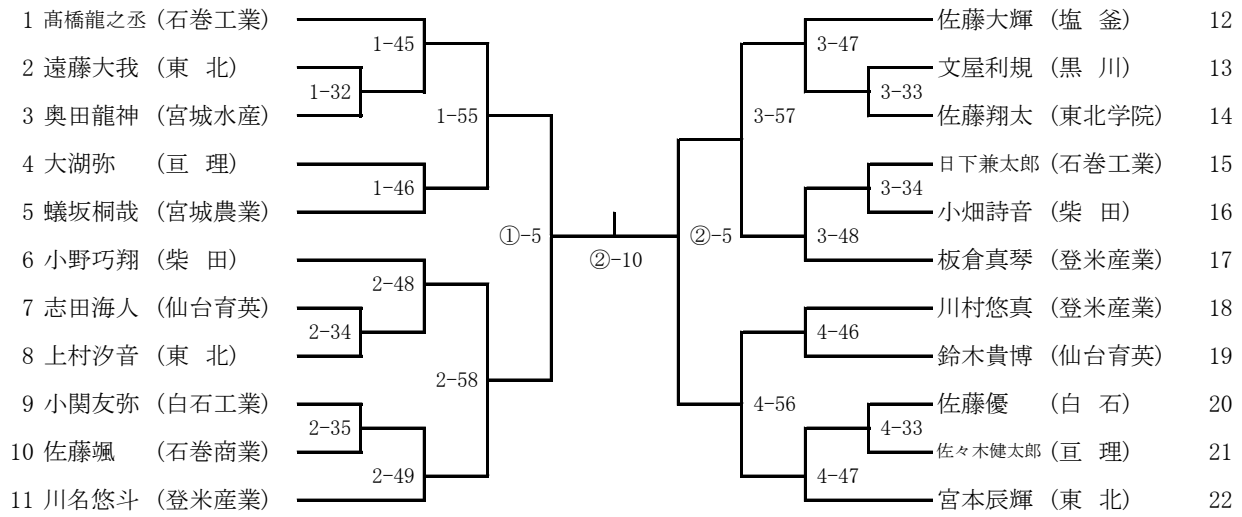 1 髙橋龍之丞 (石巻工業)
1-45
2 遠藤大我 (東 北)
1-32
3 奥田龍神 (宮城水産)
1-55
4 大湖弥 (亘 理)
1-46
5 蟻坂桐哉 (宮城農業)
①-5
6 小野巧翔 (柴 田)
2-48
7 志田海人 (仙台育英)
2-34
8 上村汐音 (東 北)
2-58
9 小関友弥 (白石工業)
2-35
10 佐藤颯 (石巻商業)
2-49
11 川名悠斗 (登米産業)
②-10
佐藤大輝 (塩 釜) 12
3-47
文屋利規 (黒 川) 13
3-33
佐藤翔太 (東北学院) 14
3-57
日下兼太郎 (石巻工業) 15
3-34
小畑詩音 (柴 田) 16
3-48
板倉真琴 (登米産業) 17
②-5
川村悠真 (登米産業) 18
4-46
鈴木貴博 (仙台育英) 19
4-56
佐藤優 (白 石) 20
4-33
佐々木健太郎 (亘 理) 21
4-47
宮本辰輝 (東 北) 22